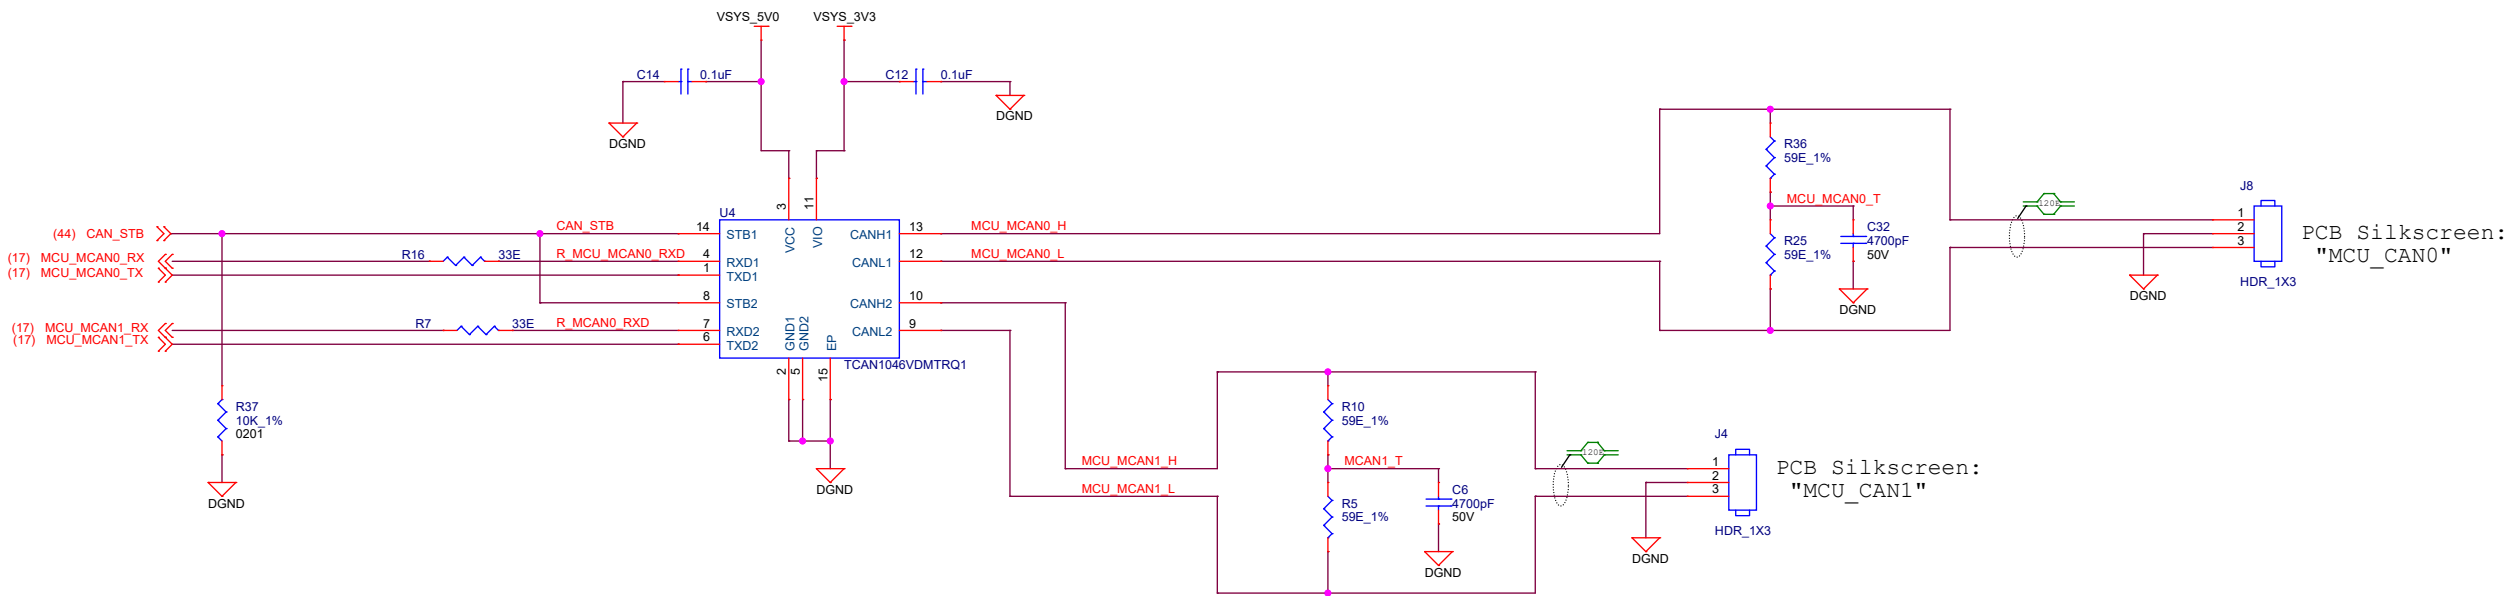 VSYS_5V0
VSYS_3V3
C14
0.1uF
C12
0.1uF
DGND
DGND
R36
59E_1%
MCU_MCAN0_T
R25
59E_1%
C32
4700pF
50V
DGND
120E
J8
1
2
3
HDR_1X3
DGND
PCB Silkscreen:
"MCU_CAN0"
(44) CAN_STB
(17) MCU_MCAN0_RX
(17) MCU_MCAN0_TX
(17) MCU_MCAN1_RX
(17) MCU_MCAN1_TX
R16
33E
R7
33E
CAN_STB
R_MCU_MCAN0_RXD
R_MCAN0_RXD
R37
10K_1%
0201
DGND
U4
3
11
VCC
VIO
14
STB1
4
RXD1
1
TXD1
8
STB2
7
RXD2
6
TXD2
CANH1
13
CANL1
12
CANH2
10
CANL2
9
GND1
GND2
EP
2
5
15
TCAN1046VDMTRQ1
DGND
MCU_MCAN0_H
MCU_MCAN0_L
MCU_MCAN1_H
MCU_MCAN1_L
R10
59E_1%
MCAN1_T
R5
59E_1%
C6
4700pF
50V
DGND
120E
J4
1
2
3
HDR_1X3
DGND
PCB Silkscreen:
"MCU_CAN1"